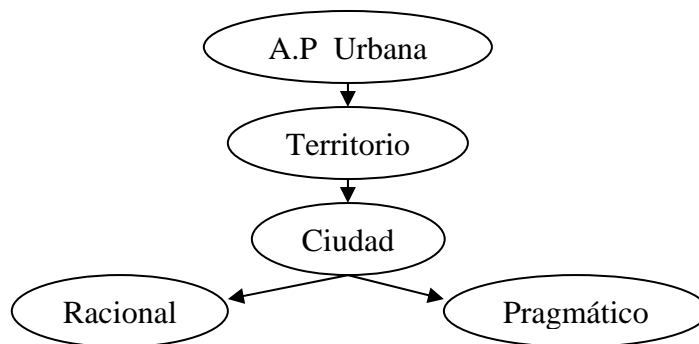 A.P Urbana
Territorio
Ciudad
Racional
Pragmático